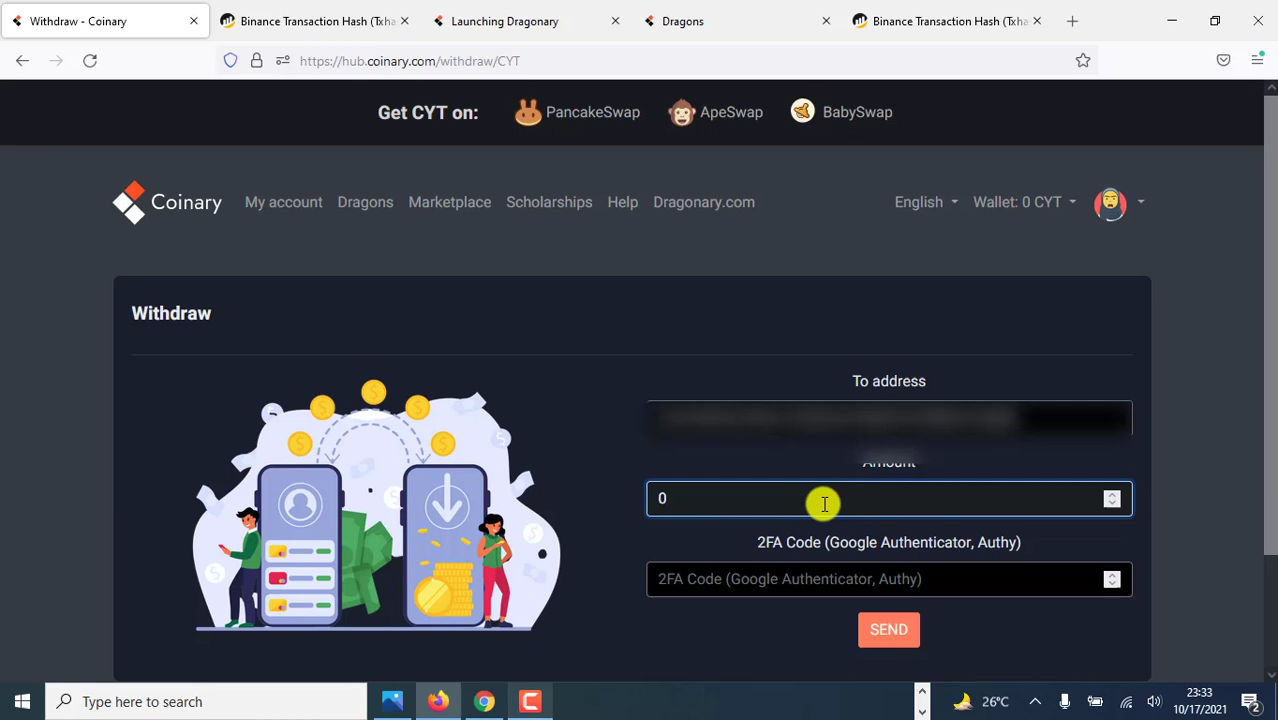 Withdraw - Coinary
Binance Transaction Hash (Txha
Launching Dragonary
Dragons
Binance Transaction Hash (Txha
https://hub.coinary.com/withdraw/CYT
Get CYT on: PancakeSwap ApeSwap BabySwap
Coinary My account Dragons Marketplace Scholarships Help Dragonary.com English Wallet: 0 CYT
Withdraw
To address
Amount
0
2FA Code (Google Authenticator, Authy)
2FA Code (Google Authenticator, Authy)
SEND
Type here to search
26°C
23:33
10/17/2021
2